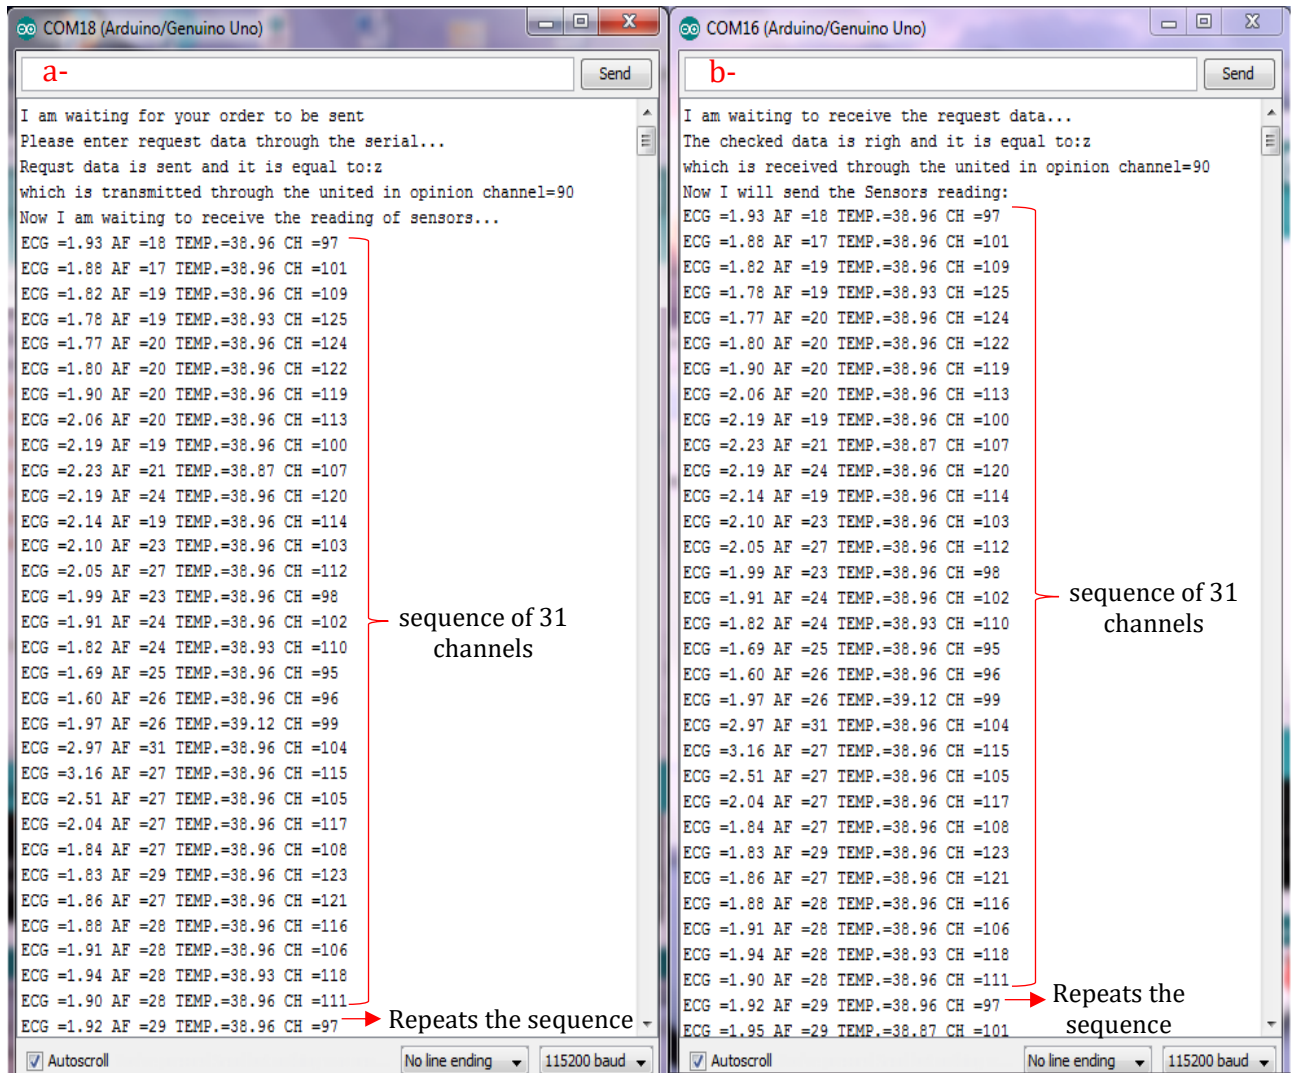 COM18 (Arduino/Genuino Uno)
a-
Send
I am waiting for your order to be sent
Please enter request data through the serial...
Requst data is sent and it is equal to:z
which is transmitted through the united in opinion channel=90
Now I am waiting to receive the reading of sensors...
ECG =1.93 AF =18 TEMP.=38.96 CH =97
ECG =1.88 AF =17 TEMP.=38.96 CH =101
ECG =1.82 AF =19 TEMP.=38.96 CH =109
ECG =1.78 AF =19 TEMP.=38.93 CH =125
ECG =1.77 AF =20 TEMP.=38.96 CH =124
ECG =1.80 AF =20 TEMP.=38.96 CH =122
ECG =1.90 AF =20 TEMP.=38.96 CH =119
ECG =2.06 AF =20 TEMP.=38.96 CH =113
ECG =2.19 AF =19 TEMP.=38.96 CH =100
ECG =2.23 AF =21 TEMP.=38.87 CH =107
ECG =2.19 AF =24 TEMP.=38.96 CH =120
ECG =2.14 AF =19 TEMP.=38.96 CH =114
ECG =2.10 AF =23 TEMP.=38.96 CH =103
ECG =2.05 AF =27 TEMP.=38.96 CH =112
ECG =1.99 AF =23 TEMP.=38.96 CH =98
ECG =1.91 AF =24 TEMP.=38.96 CH =102
ECG =1.82 AF =24 TEMP.=38.93 CH =110
ECG =1.69 AF =25 TEMP.=38.96 CH =95
ECG =1.60 AF =26 TEMP.=38.96 CH =96
ECG =1.97 AF =26 TEMP.=39.12 CH =99
ECG =2.97 AF =31 TEMP.=38.96 CH =104
ECG =3.16 AF =27 TEMP.=38.96 CH =115
ECG =2.51 AF =27 TEMP.=38.96 CH =105
ECG =2.04 AF =27 TEMP.=38.96 CH =117
ECG =1.84 AF =27 TEMP.=38.96 CH =108
ECG =1.83 AF =29 TEMP.=38.96 CH =123
ECG =1.86 AF =27 TEMP.=38.96 CH =121
ECG =1.88 AF =28 TEMP.=38.96 CH =116
ECG =1.91 AF =28 TEMP.=38.96 CH =106
ECG =1.94 AF =28 TEMP.=38.93 CH =118
ECG =1.90 AF =28 TEMP.=38.96 CH =111
ECG =1.92 AF =29 TEMP.=38.96 CH =97
sequence of 31
channels
Repeats the sequence
Autoscroll
No line ending
115200 baud
COM16 (Arduino/Genuino Uno)
b-
Send
I am waiting to receive the request data...
The checked data is righ and it is equal to:z
which is received through the united in opinion channel=90
Now I will send the Sensors reading:
ECG =1.93 AF =18 TEMP.=38.96 CH =97
ECG =1.88 AF =17 TEMP.=38.96 CH =101
ECG =1.82 AF =19 TEMP.=38.96 CH =109
ECG =1.78 AF =19 TEMP.=38.93 CH =125
ECG =1.77 AF =20 TEMP.=38.96 CH =124
ECG =1.80 AF =20 TEMP.=38.96 CH =122
ECG =1.90 AF =20 TEMP.=38.96 CH =119
ECG =2.06 AF =20 TEMP.=38.96 CH =113
ECG =2.19 AF =19 TEMP.=38.96 CH =100
ECG =2.23 AF =21 TEMP.=38.87 CH =107
ECG =2.19 AF =24 TEMP.=38.96 CH =120
ECG =2.14 AF =19 TEMP.=38.96 CH =114
ECG =2.10 AF =23 TEMP.=38.96 CH =103
ECG =2.05 AF =27 TEMP.=38.96 CH =112
ECG =1.99 AF =23 TEMP.=38.96 CH =98
ECG =1.91 AF =24 TEMP.=38.96 CH =102
ECG =1.82 AF =24 TEMP.=38.93 CH =110
ECG =1.69 AF =25 TEMP.=38.96 CH =95
ECG =1.60 AF =26 TEMP.=38.96 CH =96
ECG =1.97 AF =26 TEMP.=39.12 CH =99
ECG =2.97 AF =31 TEMP.=38.96 CH =104
ECG =3.16 AF =27 TEMP.=38.96 CH =115
ECG =2.51 AF =27 TEMP.=38.96 CH =105
ECG =2.04 AF =27 TEMP.=38.96 CH =117
ECG =1.84 AF =27 TEMP.=38.96 CH =108
ECG =1.83 AF =29 TEMP.=38.96 CH =123
ECG =1.86 AF =27 TEMP.=38.96 CH =121
ECG =1.88 AF =28 TEMP.=38.96 CH =116
ECG =1.91 AF =28 TEMP.=38.96 CH =106
ECG =1.94 AF =28 TEMP.=38.93 CH =118
ECG =1.90 AF =28 TEMP.=38.96 CH =111
ECG =1.92 AF =29 TEMP.=38.96 CH =97
ECG =1.95 AF =29 TEMP.=38.87 CH =101
sequence of 31
channels
Repeats the
sequence
Autoscroll
No line ending
115200 baud